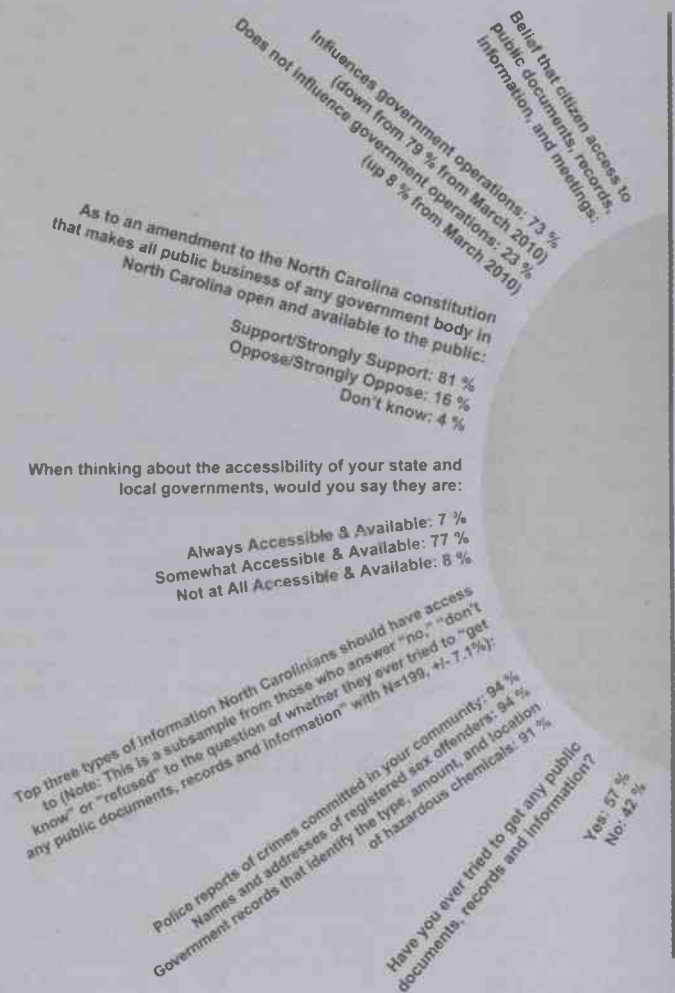 Belief that citizen access to
public documents, records,
information, and meetings:
Influences government operations: 73 %
(down from 79 % from March 2010)
Does not influence government operations: 23 %
(up 8 % from March 2010)
As to an amendment to the North Carolina constitution
that makes all public business of any government body in
North Carolina open and available to the public:
Support/Strongly Support: 81 %
Oppose/Strongly Oppose: 16 %
Don't know: 4 %
When thinking about the accessibility of your state and
local governments, would you say they are:
Always Accessible & Available: 7 %
Somewhat Accessible & Available: 77 %
Not at All Accessible & Available: 8 %
Top three types of information North Carolinians should have access
to (Note: This is a subsample from those who answer "no," "don't
know" or "refused" to the question of whether they ever tried to "get
any public documents, records and information" with N=199, +/- 7.1%):
Police reports of crimes committed in your community: 94 %
Names and addresses of registered sex offenders: 94 %
Government records that identify the type, amount, and location
of hazardous chemicals: 91 %
Have you ever tried to get any public
documents, records and information?
Yes: 57 %
No: 42 %